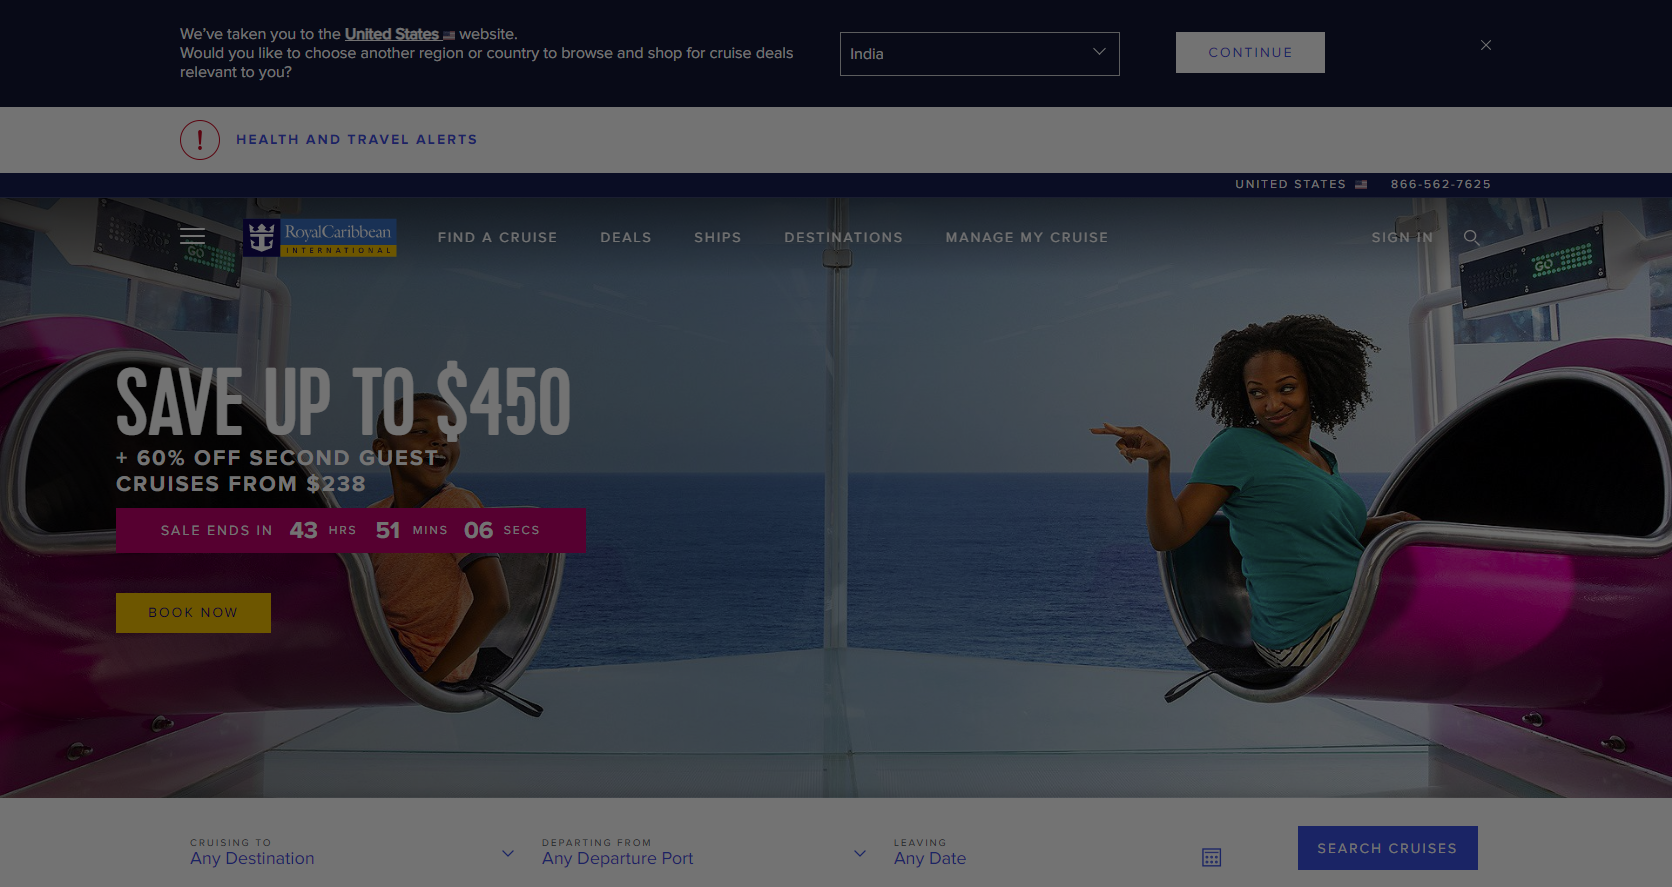 We've taken you to the United States website.
Would you like to choose another region or country to browse and shop for cruise deals
relevant to you?
India
CONTINUE
HEALTH AND TRAVEL ALERTS
UNITED STATES 866-562-7625
RoyalCaribbean
INTERNATIONAL
FIND A CRUISE DEALS SHIPS DESTINATIONS MANAGE MY CRUISE SIGN IN
GO
GO
SAVE UP TO $450
+ 60% OFF SECOND GUEST
CRUISES FROM $238
SALE ENDS IN 43 HRS 51 MINS 06 SECS
BOOK NOW
CRUISING TO
Any Destination
DEPARTING FROM
Any Departure Port
LEAVING
Any Date
SEARCH CRUISES